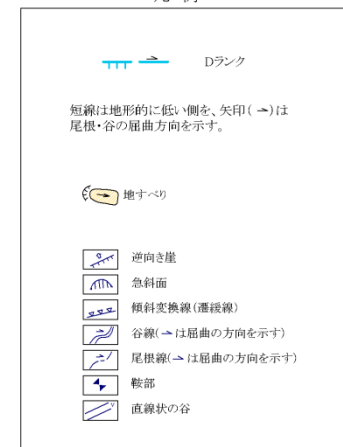 Dランク
短線は地形的に低い側を、矢印(→)は
尾根・谷の屈曲方向を示す。
地すべり
逆向き崖
急斜面
傾斜変換線(遷緩線)
谷線(→は屈曲の方向を示す)
尾根線(→は屈曲の方向を示す)
鞍部
直線状の谷